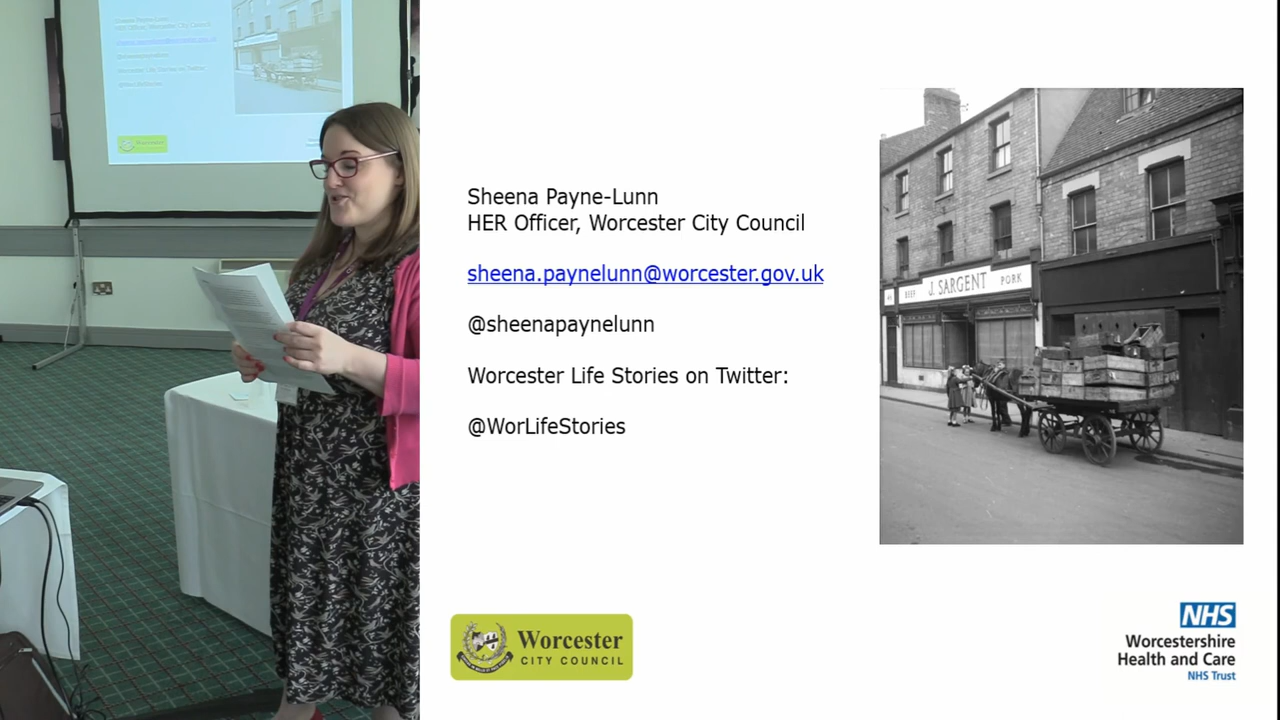 Sheena Payne-Lunn
HER Officer, Worcester City Council
sheena.paynelunn@worcester.gov.uk
@sheenapaynelunn
Worcester Life Stories on Twitter:
@WorLifeStories
BEEF J. SARGENT PORK
Worcester
CITY COUNCIL
NHS
Worcestershire
Health and Care
NHS Trust